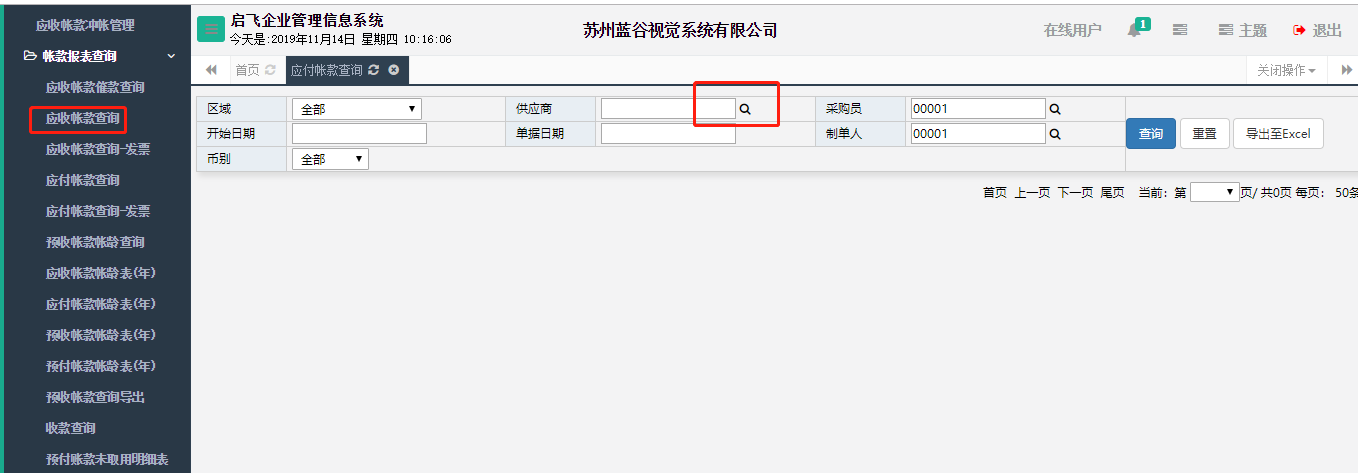 应收帐款冲帐管理
帐款报表查询
应收帐款催款查询
应收帐款查询
应收帐款查询-发票
应付帐款查询
应付帐款查询-发票
预收帐款帐龄查询
应收帐款帐龄表(年)
应付帐款帐龄表(年)
预收帐款帐龄表(年)
预付帐款帐龄表(年)
预收帐款查询导出
收款查询
预付账款未取用明细表
启飞企业管理信息系统
今天是:2019年11月14日 星期四 10:16:06
苏州蓝谷视觉系统有限公司
在线用户 1 主题 退出
首页 应付帐款查询 关闭操作
区域 全部 供应商 采购员 00001
开始日期 单据日期 制单人 00001
查询 重置 导出至Excel
币别 全部
首页 上一页 下一页 尾页 当前: 第 页/ 共0页 每页: 50条